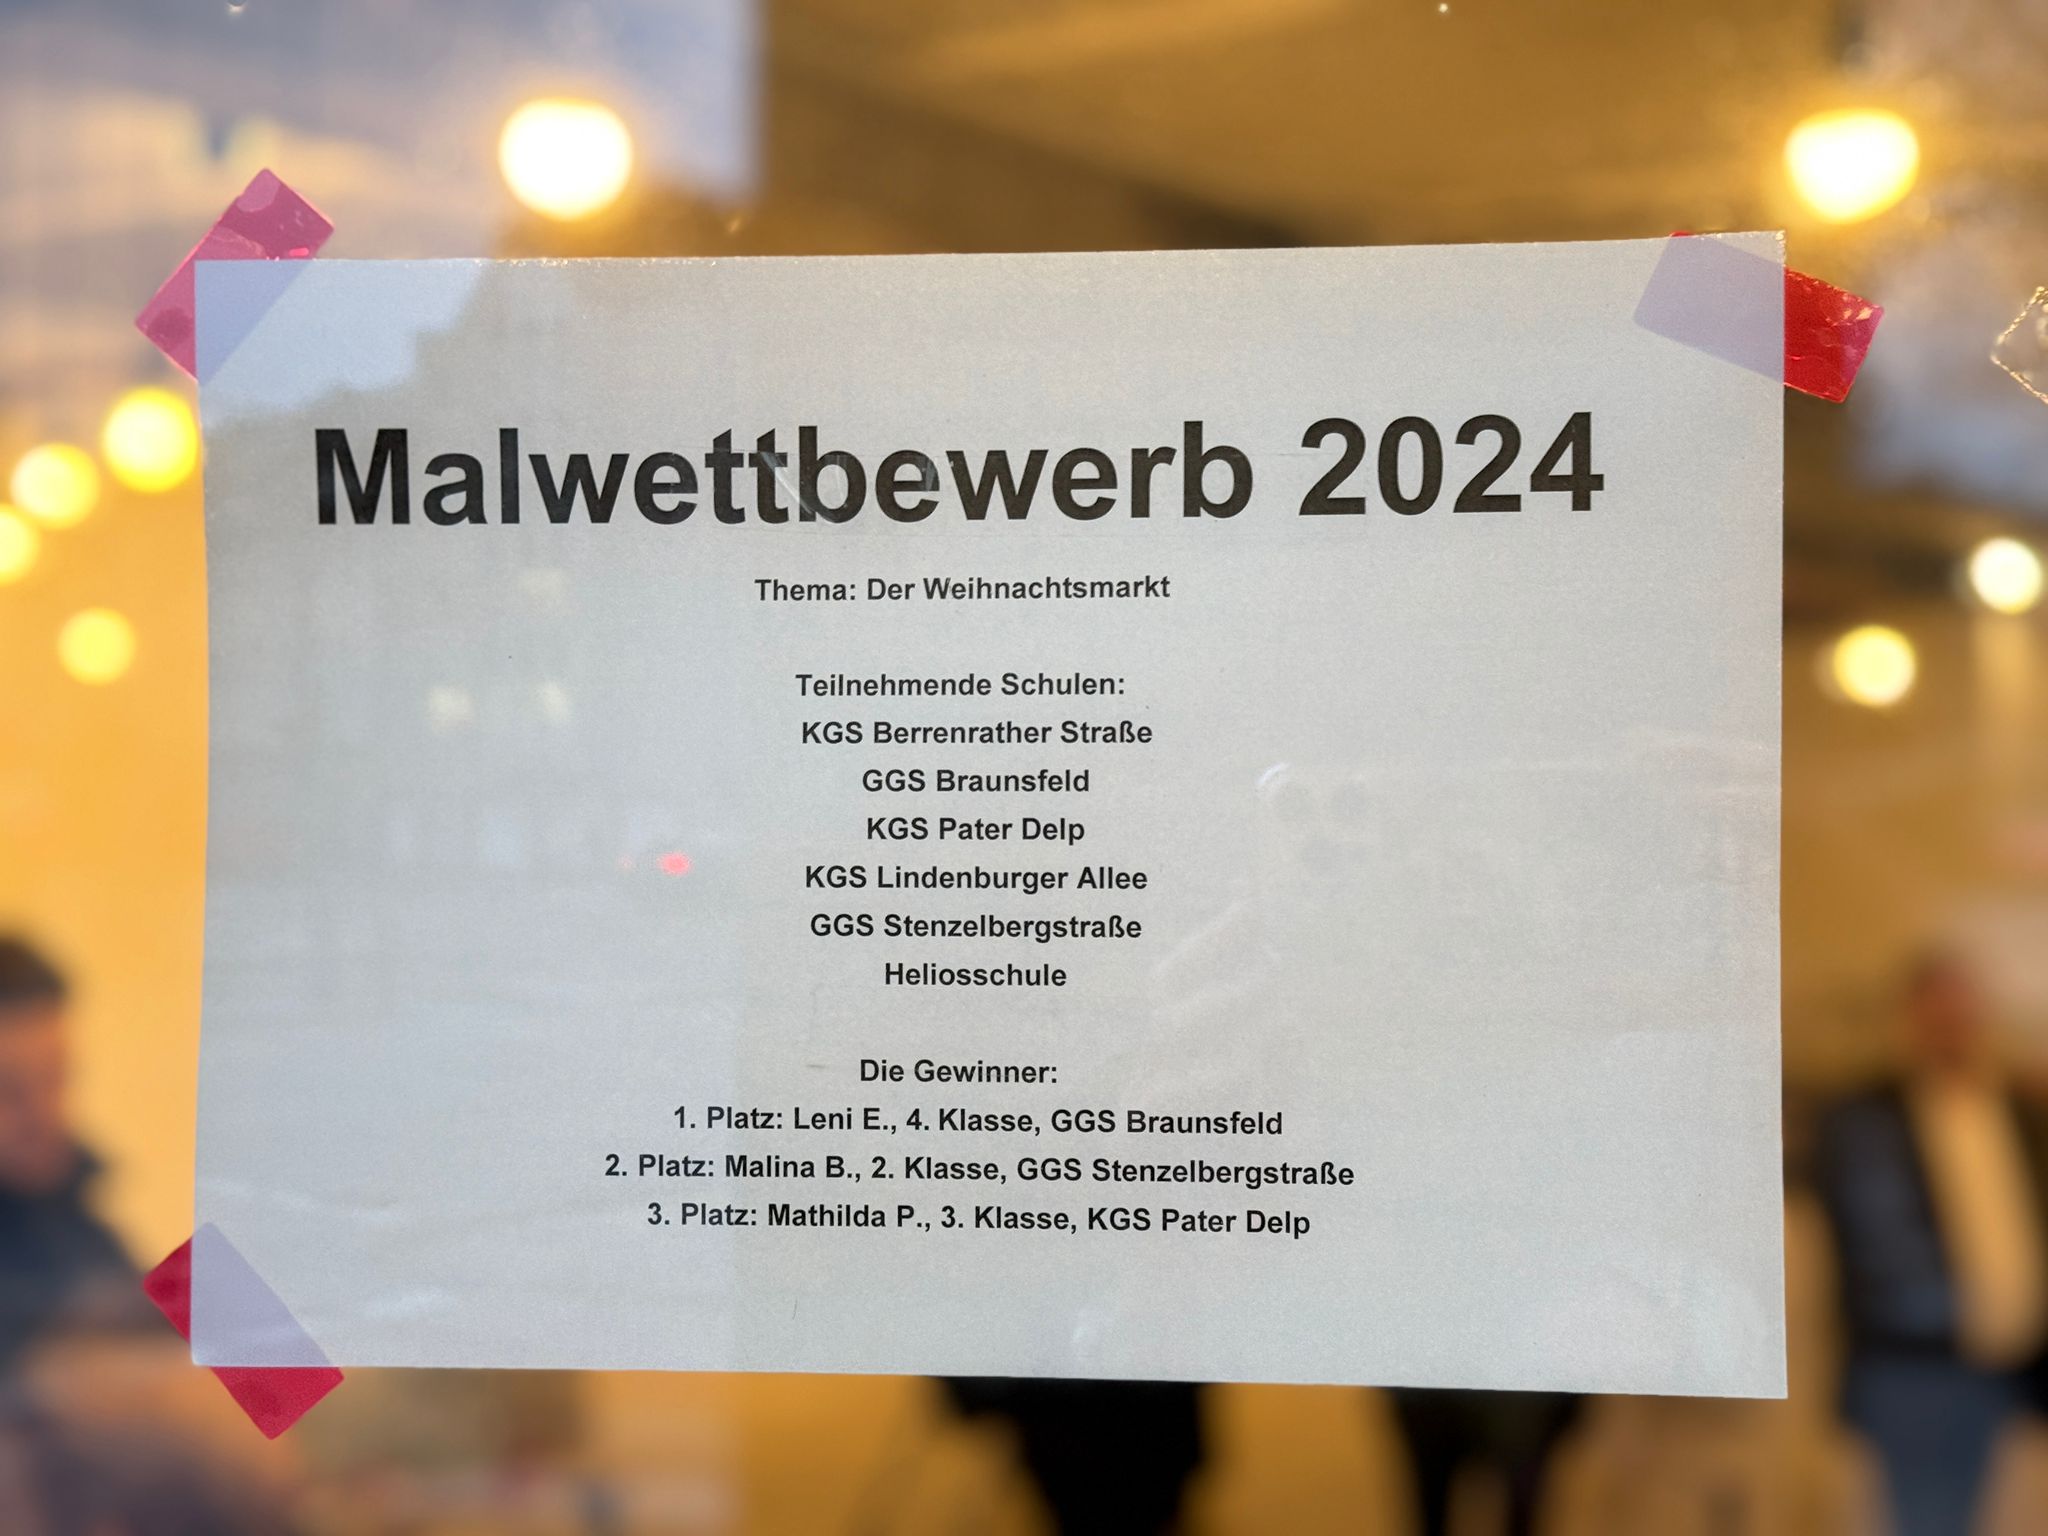 Malwettbewerb 2024
Thema: Der Weihnachtsmarkt
Teilnehmende Schulen:
KGS Berrenrather Straße
GGS Braunsfeld
KGS Pater Delp
KGS Lindenburger Allee
GGS Stenzelbergstraße
Heliosschule
Die Gewinner:
1. Platz: Leni E., 4. Klasse, GGS Braunsfeld
2. Platz: Malina B., 2. Klasse, GGS Stenzelbergstraße
3. Platz: Mathilda P., 3. Klasse, KGS Pater Delp